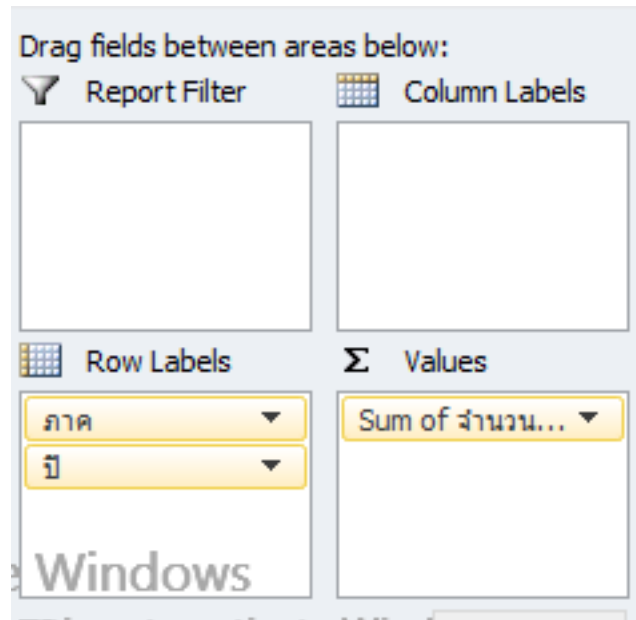 Drag fields between areas below:
Report Filter
Column Labels
Row Labels
Σ Values
ภาค
ปี
Sum of จำนวน...
Windows